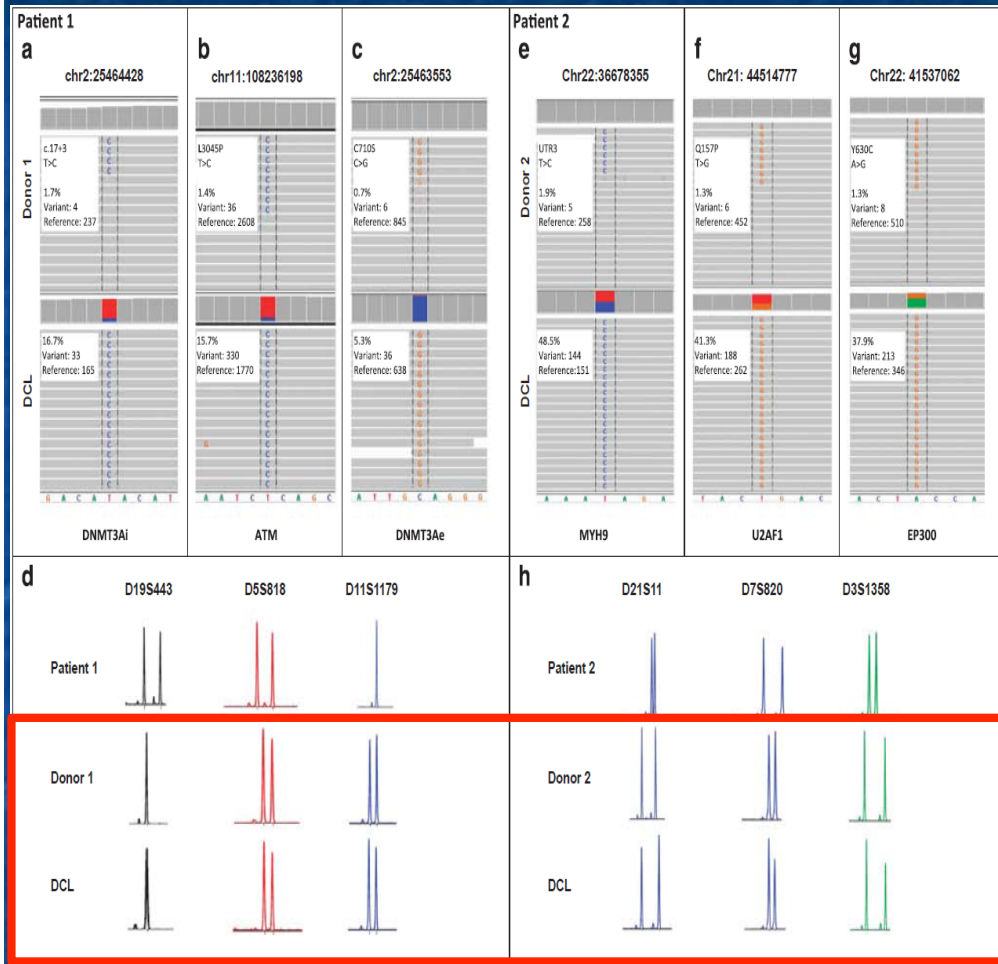 Patient 1
a
chr2:25464428
b
chr11:108236198
c
chr2:25463553
Donor 1
c.17+3
T>C
1.7%
Variant: 4
Reference: 237
C
C
C
C
L3045P
T>C
1.4%
Variant: 36
Reference: 2608
C
C
C
C
C
C
C
C
C710S
C>G
0.7%
Variant: 6
Reference: 845
G
G
G
G
G
G
DCL
16.7%
Variant: 33
Reference: 165
15.7%
Variant: 330
Reference: 1770
G
5.3%
Variant: 36
Reference: 638
G A C A T A C A T
A A T C T C A G C
A T T G C A G G G
DNMT3Ai
ATM
DNMT3Ae
Patient 2
e
Chr22:36678355
f
Chr21: 44514777
g
Chr22: 41537062
Donor 2
UTR3
T>C
1.9%
Variant: 5
Reference: 258
C
C
C
C
C
Q157P
T>G
1.3%
Variant: 6
Reference: 452
Y630C
A>G
1.3%
Variant: 8
Reference: 510
DCL
48.5%
Variant: 144
Reference:151
41.3%
Variant: 188
Reference: 262
37.9%
Variant: 213
Reference: 346
A A A T A G A
T A C T G A C
A C T A C C A
MYH9
U2AF1
EP300
d
D19S443
D5S818
D11S1179
Patient 1
Donor 1
DCL
h
D21S11
D7S820
D3S1358
Patient 2
Donor 2
DCL